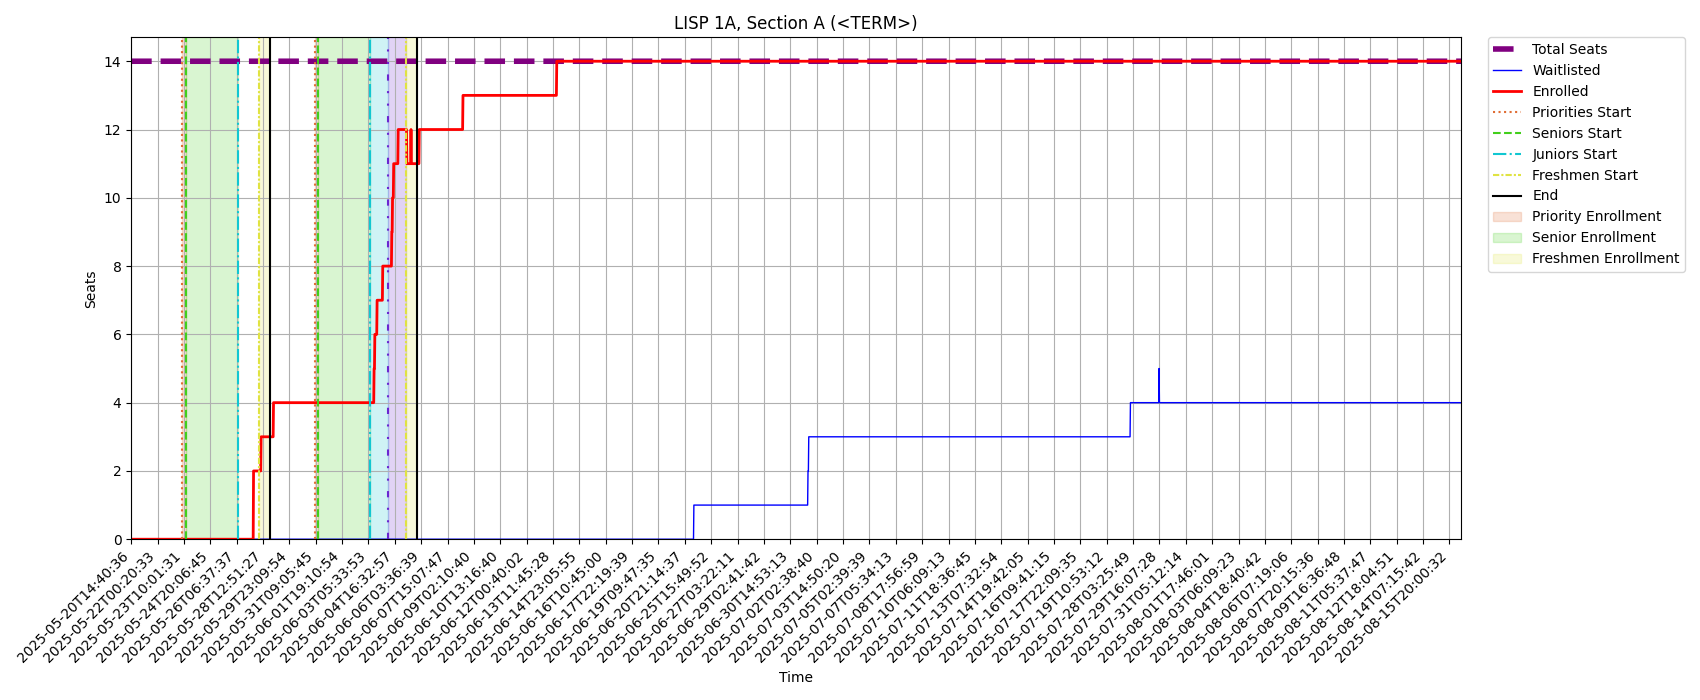 LISP 1A, Section A (<TERM>)
Seats
14
12
10
8
6
4
2
0
2025-05-20T14:40:36
2025-05-22T00:20:33
2025-05-23T10:01:31
2025-05-24T20:06:45
2025-05-26T06:37:37
2025-05-28T12:51:27
2025-05-29T23:09:54
2025-05-31T09:05:45
2025-06-01T19:10:54
2025-06-03T05:33:53
2025-06-04T16:32:57
2025-06-06T03:36:39
2025-06-07T15:07:47
2025-06-09T02:10:40
2025-06-10T13:16:40
2025-06-12T00:40:02
2025-06-13T11:45:28
2025-06-14T23:05:55
2025-06-16T10:45:00
2025-06-17T22:19:39
2025-06-19T09:47:35
2025-06-20T21:14:37
2025-06-25T15:49:52
2025-06-27T03:22:11
2025-06-29T02:41:42
2025-06-30T14:53:13
2025-07-02T02:38:40
2025-07-03T14:50:20
2025-07-05T02:39:39
2025-07-07T05:34:13
2025-07-08T17:56:59
2025-07-10T06:09:13
2025-07-11T18:36:45
2025-07-13T07:32:54
2025-07-14T19:42:05
2025-07-16T09:41:15
2025-07-17T22:09:35
2025-07-19T10:53:12
2025-07-28T03:25:49
2025-07-29T16:07:28
2025-07-31T05:12:14
2025-08-01T17:46:01
2025-08-03T06:09:23
2025-08-04T18:40:42
2025-08-06T07:19:06
2025-08-07T20:15:36
2025-08-09T16:36:48
2025-08-11T05:37:47
2025-08-12T18:04:51
2025-08-14T07:15:42
2025-08-15T20:00:32
Time
Total Seats
Waitlisted
Enrolled
Priorities Start
Seniors Start
Juniors Start
Freshmen Start
End
Priority Enrollment
Senior Enrollment
Freshmen Enrollment